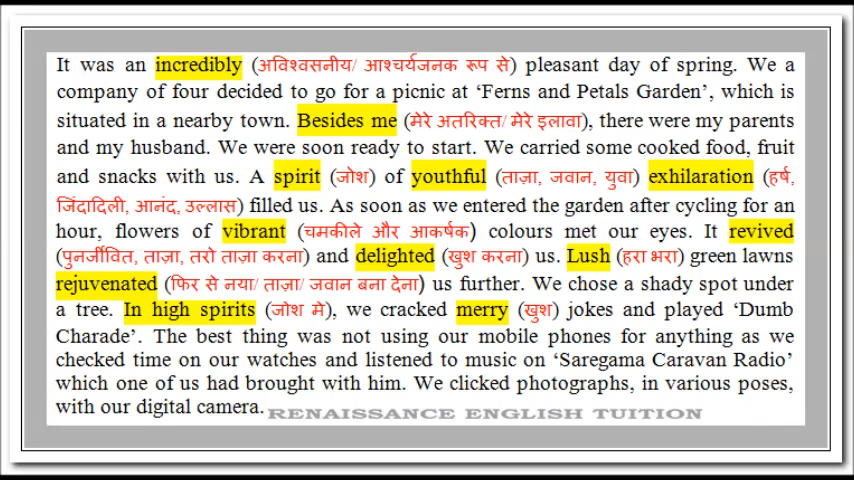 It was an incredibly (अविश्वसनीय/ आश्चर्यजनक रूप से) pleasant day of spring. We a
company of four decided to go for a picnic at ‘Ferns and Petals Garden’, which is
situated in a nearby town. Besides me (मेरे अतरिक्त/ मेरे इलावा), there were my parents
and my husband. We were soon ready to start. We carried some cooked food, fruit
and snacks with us. A spirit (जोश) of youthful (ताज़ा, जवान, युवा) exhilaration (हर्ष,
जिंदादिली, आनंद, उल्लास) filled us. As soon as we entered the garden after cycling for an
hour, flowers of vibrant (चमकीले और आकर्षक) colours met our eyes. It revived
(पुनर्जीवित, ताज़ा, तरो ताज़ा करना) and delighted (खुश करना) us. Lush (हरा भरा) green lawns
rejuvenated (फिर से नया/ ताज़ा/ जवान बना देना) us further. We chose a shady spot under
a tree. In high spirits (जोश मे), we cracked merry (खुश) jokes and played ‘Dumb
Charade’. The best thing was not using our mobile phones for anything as we
checked time on our watches and listened to music on ‘Saregama Caravan Radio’
which one of us had brought with him. We clicked photographs, in various poses,
with our digital camera. RENAISSANCE ENGLISH TUITION